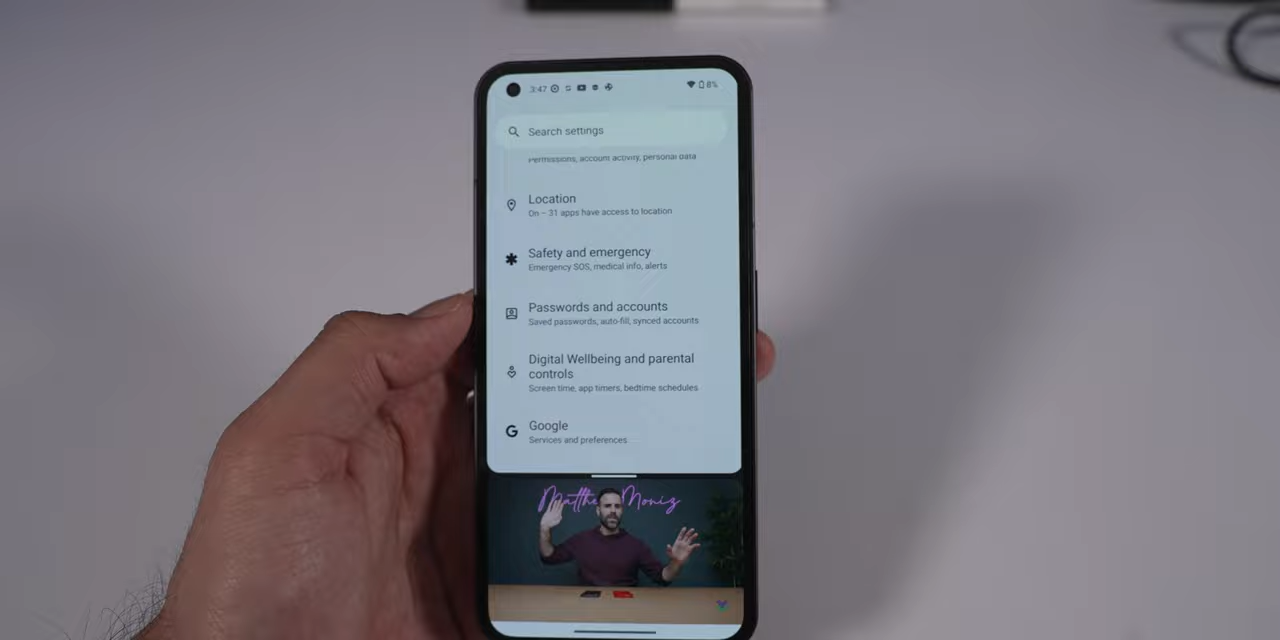 3:47
8%
Search settings
Permissions, account activity, personal data
Location
On – 31 apps have access to location
Safety and emergency
Emergency SOS, medical info, alerts
Passwords and accounts
Saved passwords, auto-fill, synced accounts
Digital Wellbeing and parental
controls
Screen time, app timers, bedtime schedules
Google
Services and preferences
Moniz